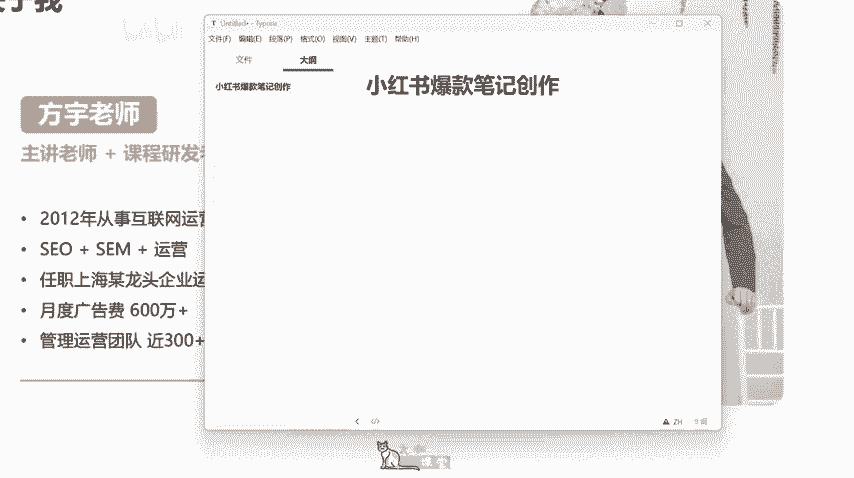 于我
方宇老师
主讲老师 + 课程研发
2012年从事互联网运营
SEO + SEM + 运营
任职上海某龙头企业运
月度广告费 600万+
管理运营团队 近300+
Untitled• - Typora
文件(F) 编辑(E) 段落(P) 格式(O) 视图(V) 主题(T) 帮助(H)
文件 大纲
小红书爆款笔记创作
小红书爆款笔记创作
ZH 9 词
课堂